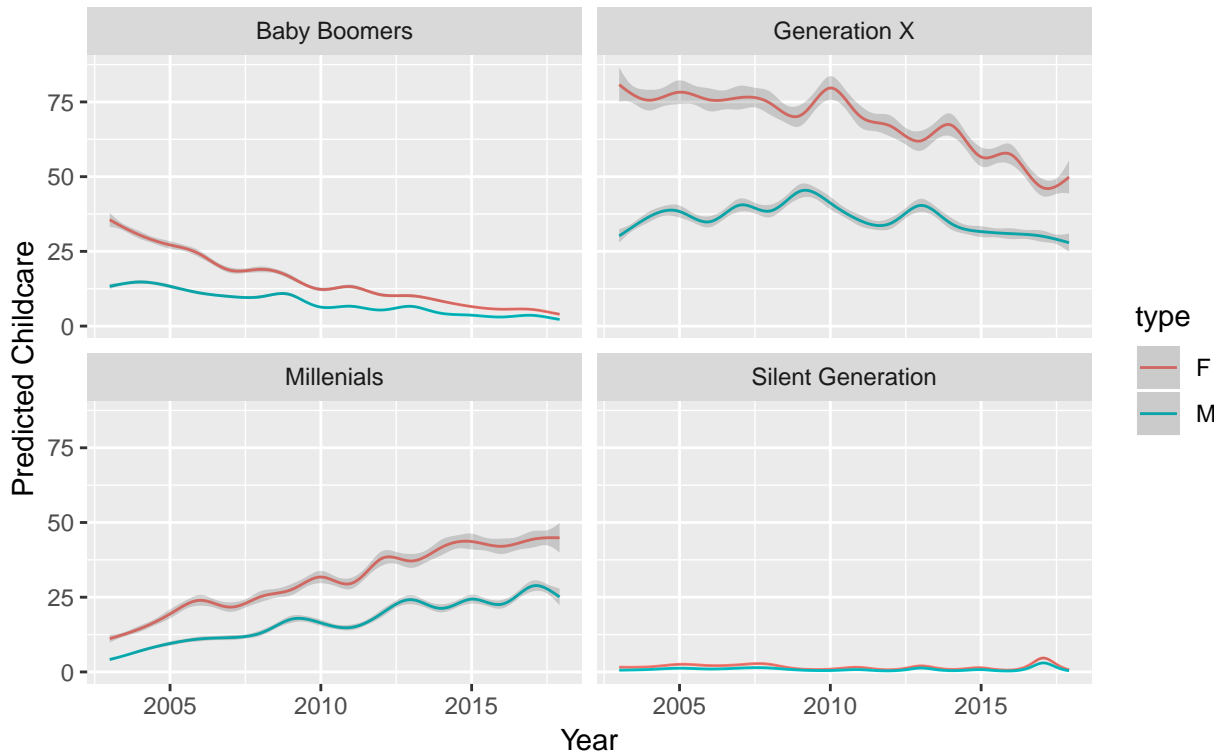 Baby Boomers
Generation X
75
50
25
0
Millenials
Silent Generation
75
50
25
0
2005
2010
2015
2005
2010
2015
Year
Predicted Childcare
type
F
M